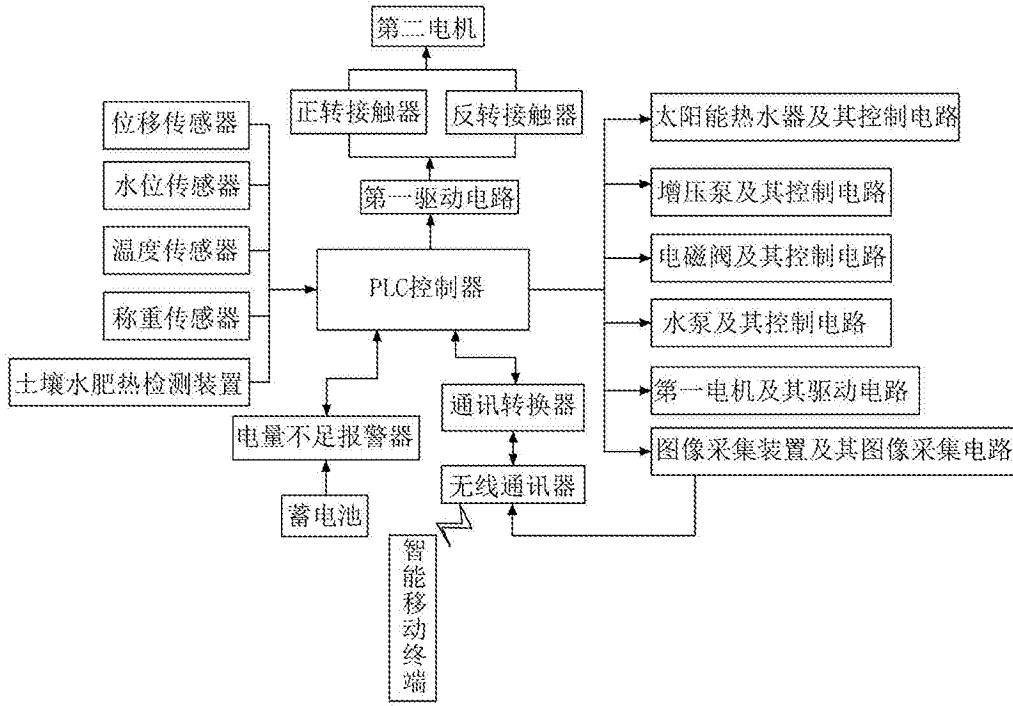 第二电机
正转接触器
反转接触器
位移传感器
水位传感器
温度传感器
称重传感器
土壤水肥热检测装置
第一驱动电路
PLC控制器
太阳能热水器及其控制电路
增压泵及其控制电路
电磁阀及其控制电路
水泵及其控制电路
第一电机及其驱动电路
图像采集装置及其图像采集电路
电量不足报警器
蓄电池
通讯转换器
无线通讯器
智能移动终端